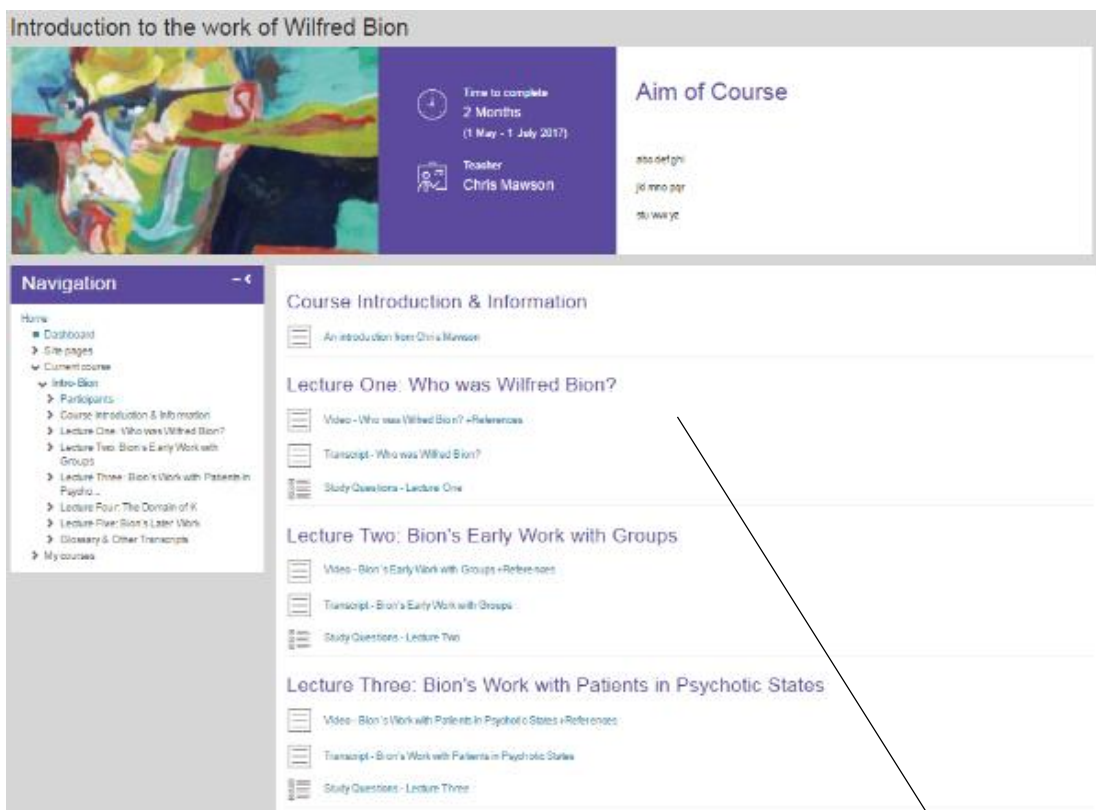 Introduction to the work of Wilfred Bion
Time to complete
2 Months
(1 May - 1 July 2017)
Teacher
Chris Mawson
Aim of Course
abs def ghi
jkl mno pqr
stu vwx yz
Navigation
Home
Dashboard
Site pages
Current course
Intro-Bion
Participants
Course Introduction & Information
Lecture One: Who was Wilfred Bion?
Lecture Two: Bion's Early Work with
Groups
Lecture Three: Bion's Work with Patients in
Psycho...
Lecture Four: The Domain of K
Lecture Five: Bion's Later Work
Glossary & Other Transcripts
My courses
Course Introduction & Information
An introduction from Chris Mawson
Lecture One: Who was Wilfred Bion?
Video - Who was Wilfred Bion? +References
Transcript - Who was Wilfred Bion?
Study Questions - Lecture One
Lecture Two: Bion's Early Work with Groups
Video - Bion's Early Work with Groups +References
Transcript - Bion's Early Work with Groups
Study Questions - Lecture Two
Lecture Three: Bion's Work with Patients in Psychotic States
Video - Bion's Work with Patients in Psychotic States +References
Transcript - Bion's Work with Patients in Psychotic States
Study Questions - Lecture Three